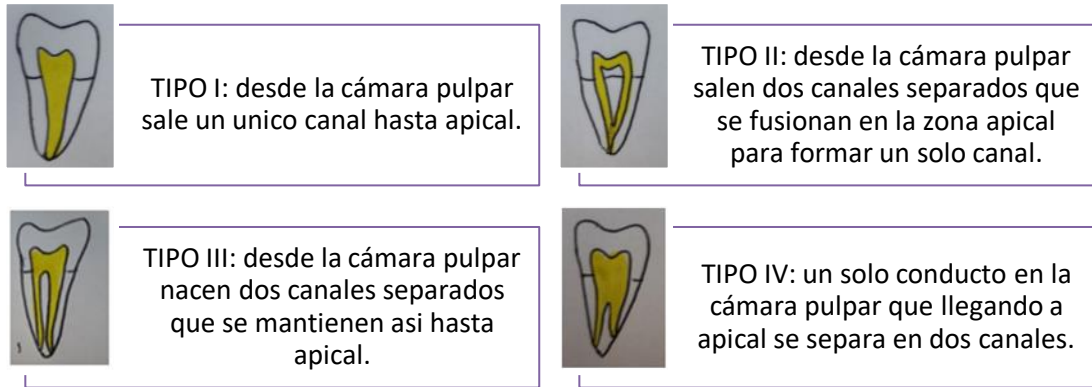 TIPO I: desde la cámara pulpar
sale un unico canal hasta apical.
TIPO II: desde la cámara pulpar
salen dos canales separados que
se fusionan en la zona apical
para formar un solo canal.
TIPO III: desde la cámara pulpar
nacen dos canales separados
que se mantienen asi hasta
apical.
TIPO IV: un solo conducto en la
cámara pulpar que llegando a
apical se separa en dos canales.